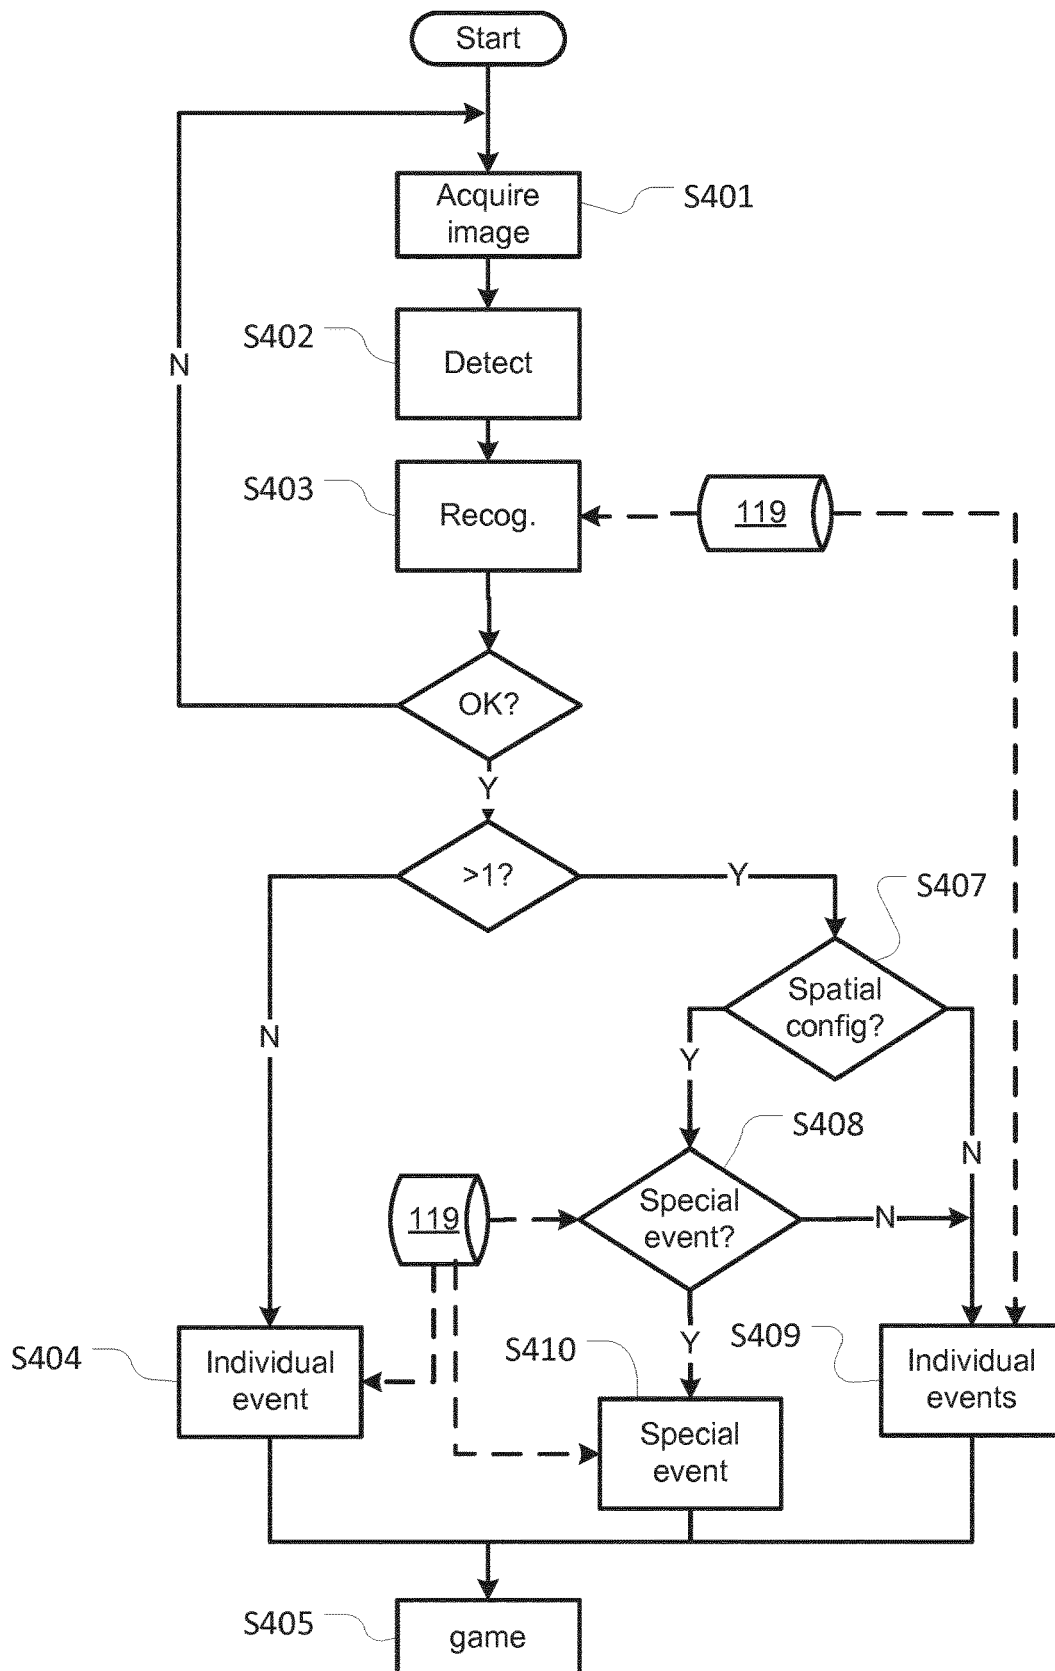 Start
Acquire
image
S401
S402
Detect
N
S403
Recog.
119
OK?
Y
>1?
Y
S407
Spatial
config?
N
Y
S408
N
119
Special
event?
N
S404
Individual
event
S410
Y
S409
Individual
events
Special
event
S405
game